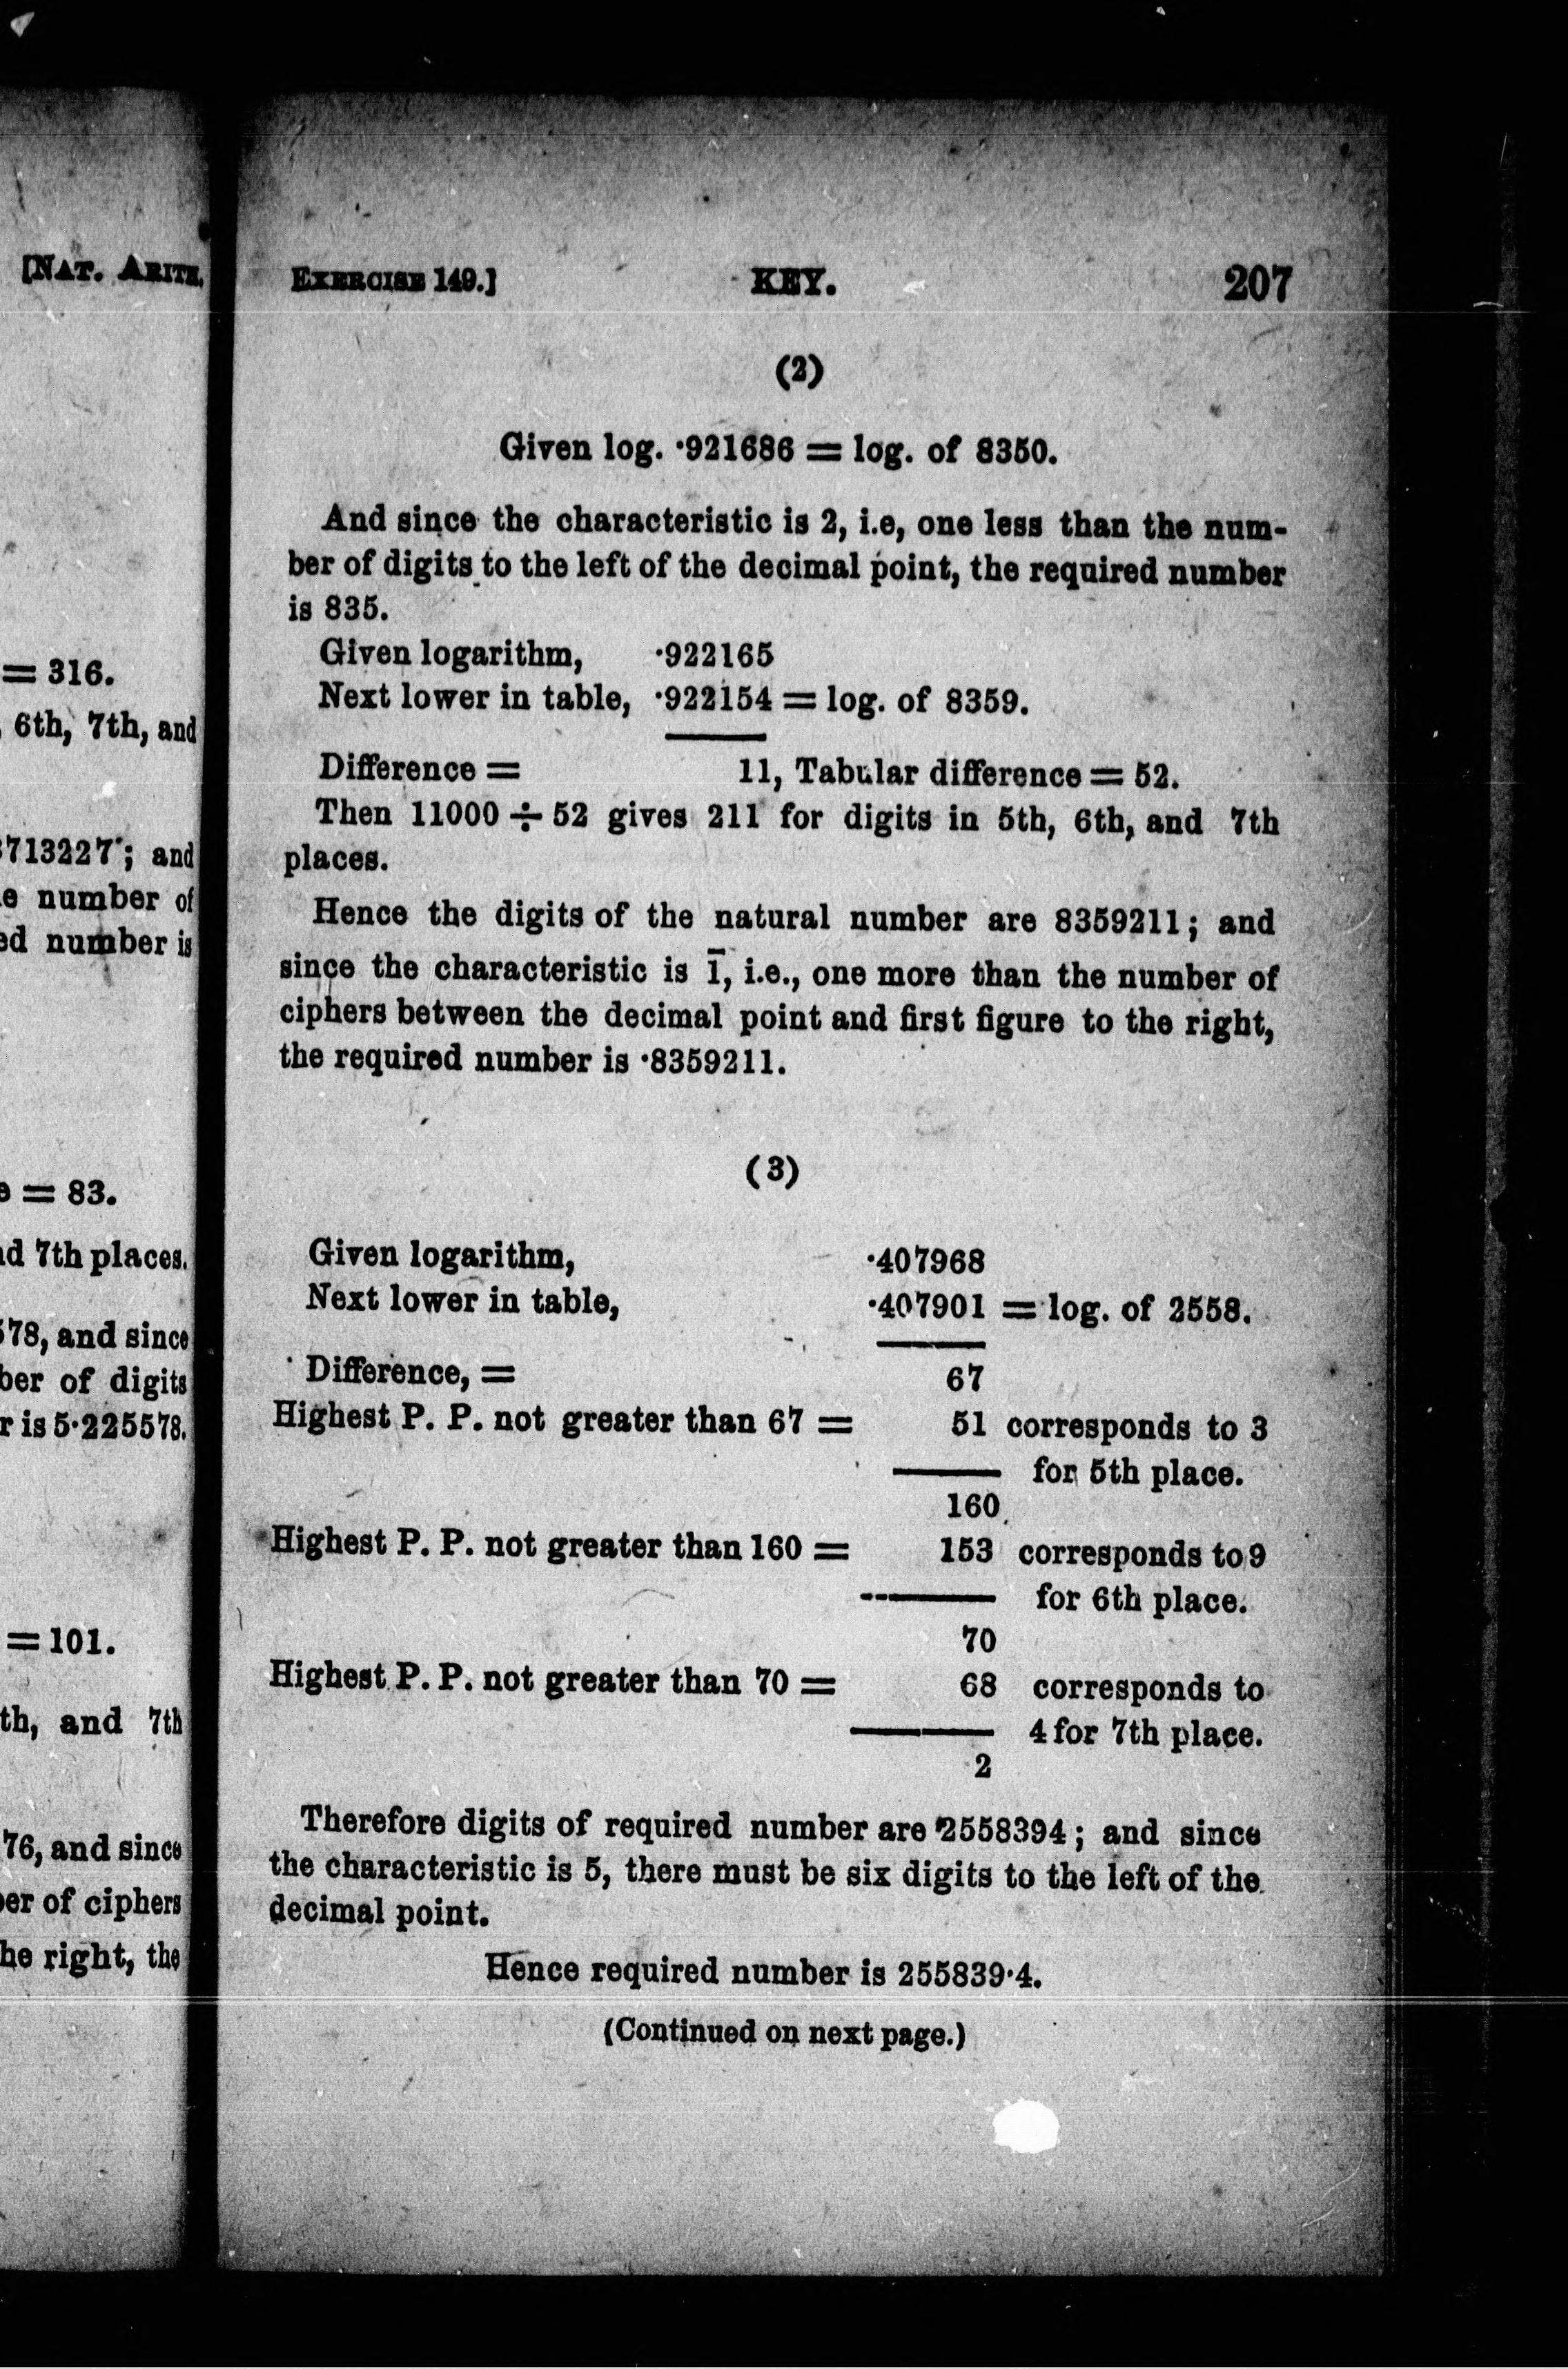 [NAT. ARITH.
= 316.
6th, 7th, and
713227; and
e number of
ed number is
= 83.
d 7th places.
578, and since
ber of digits
r is 5·225578.
= 101.
th, and 7th
76, and since
er of ciphers
he right, the
EXERCISE 149.] KEY. 207
(2)
Given log. ·921686 = log. of 8350.
And since the characteristic is 2, i.e, one less than the num-
ber of digits to the left of the decimal point, the required number
is 835.
Given logarithm, ·922165
Next lower in table, ·922154 = log. of 8359.
Difference = 11, Tabular difference = 52.
Then 11000 ÷ 52 gives 211 for digits in 5th, 6th, and 7th
places.
Hence the digits of the natural number are 8359211; and
since the characteristic is 1̄, i.e., one more than the number of
ciphers between the decimal point and first figure to the right,
the required number is ·8359211.
(3)
Given logarithm, ·407968
Next lower in table, ·407901 = log. of 2558.
Difference, = 67
Highest P. P. not greater than 67 = 51 corresponds to 3
for 5th place.
160
Highest P. P. not greater than 160 = 153 corresponds to 9
for 6th place.
70
Highest P. P. not greater than 70 = 68 corresponds to
4 for 7th place.
2
Therefore digits of required number are 2558394; and since
the characteristic is 5, there must be six digits to the left of the
decimal point.
Hence required number is 255839·4.
(Continued on next page.)